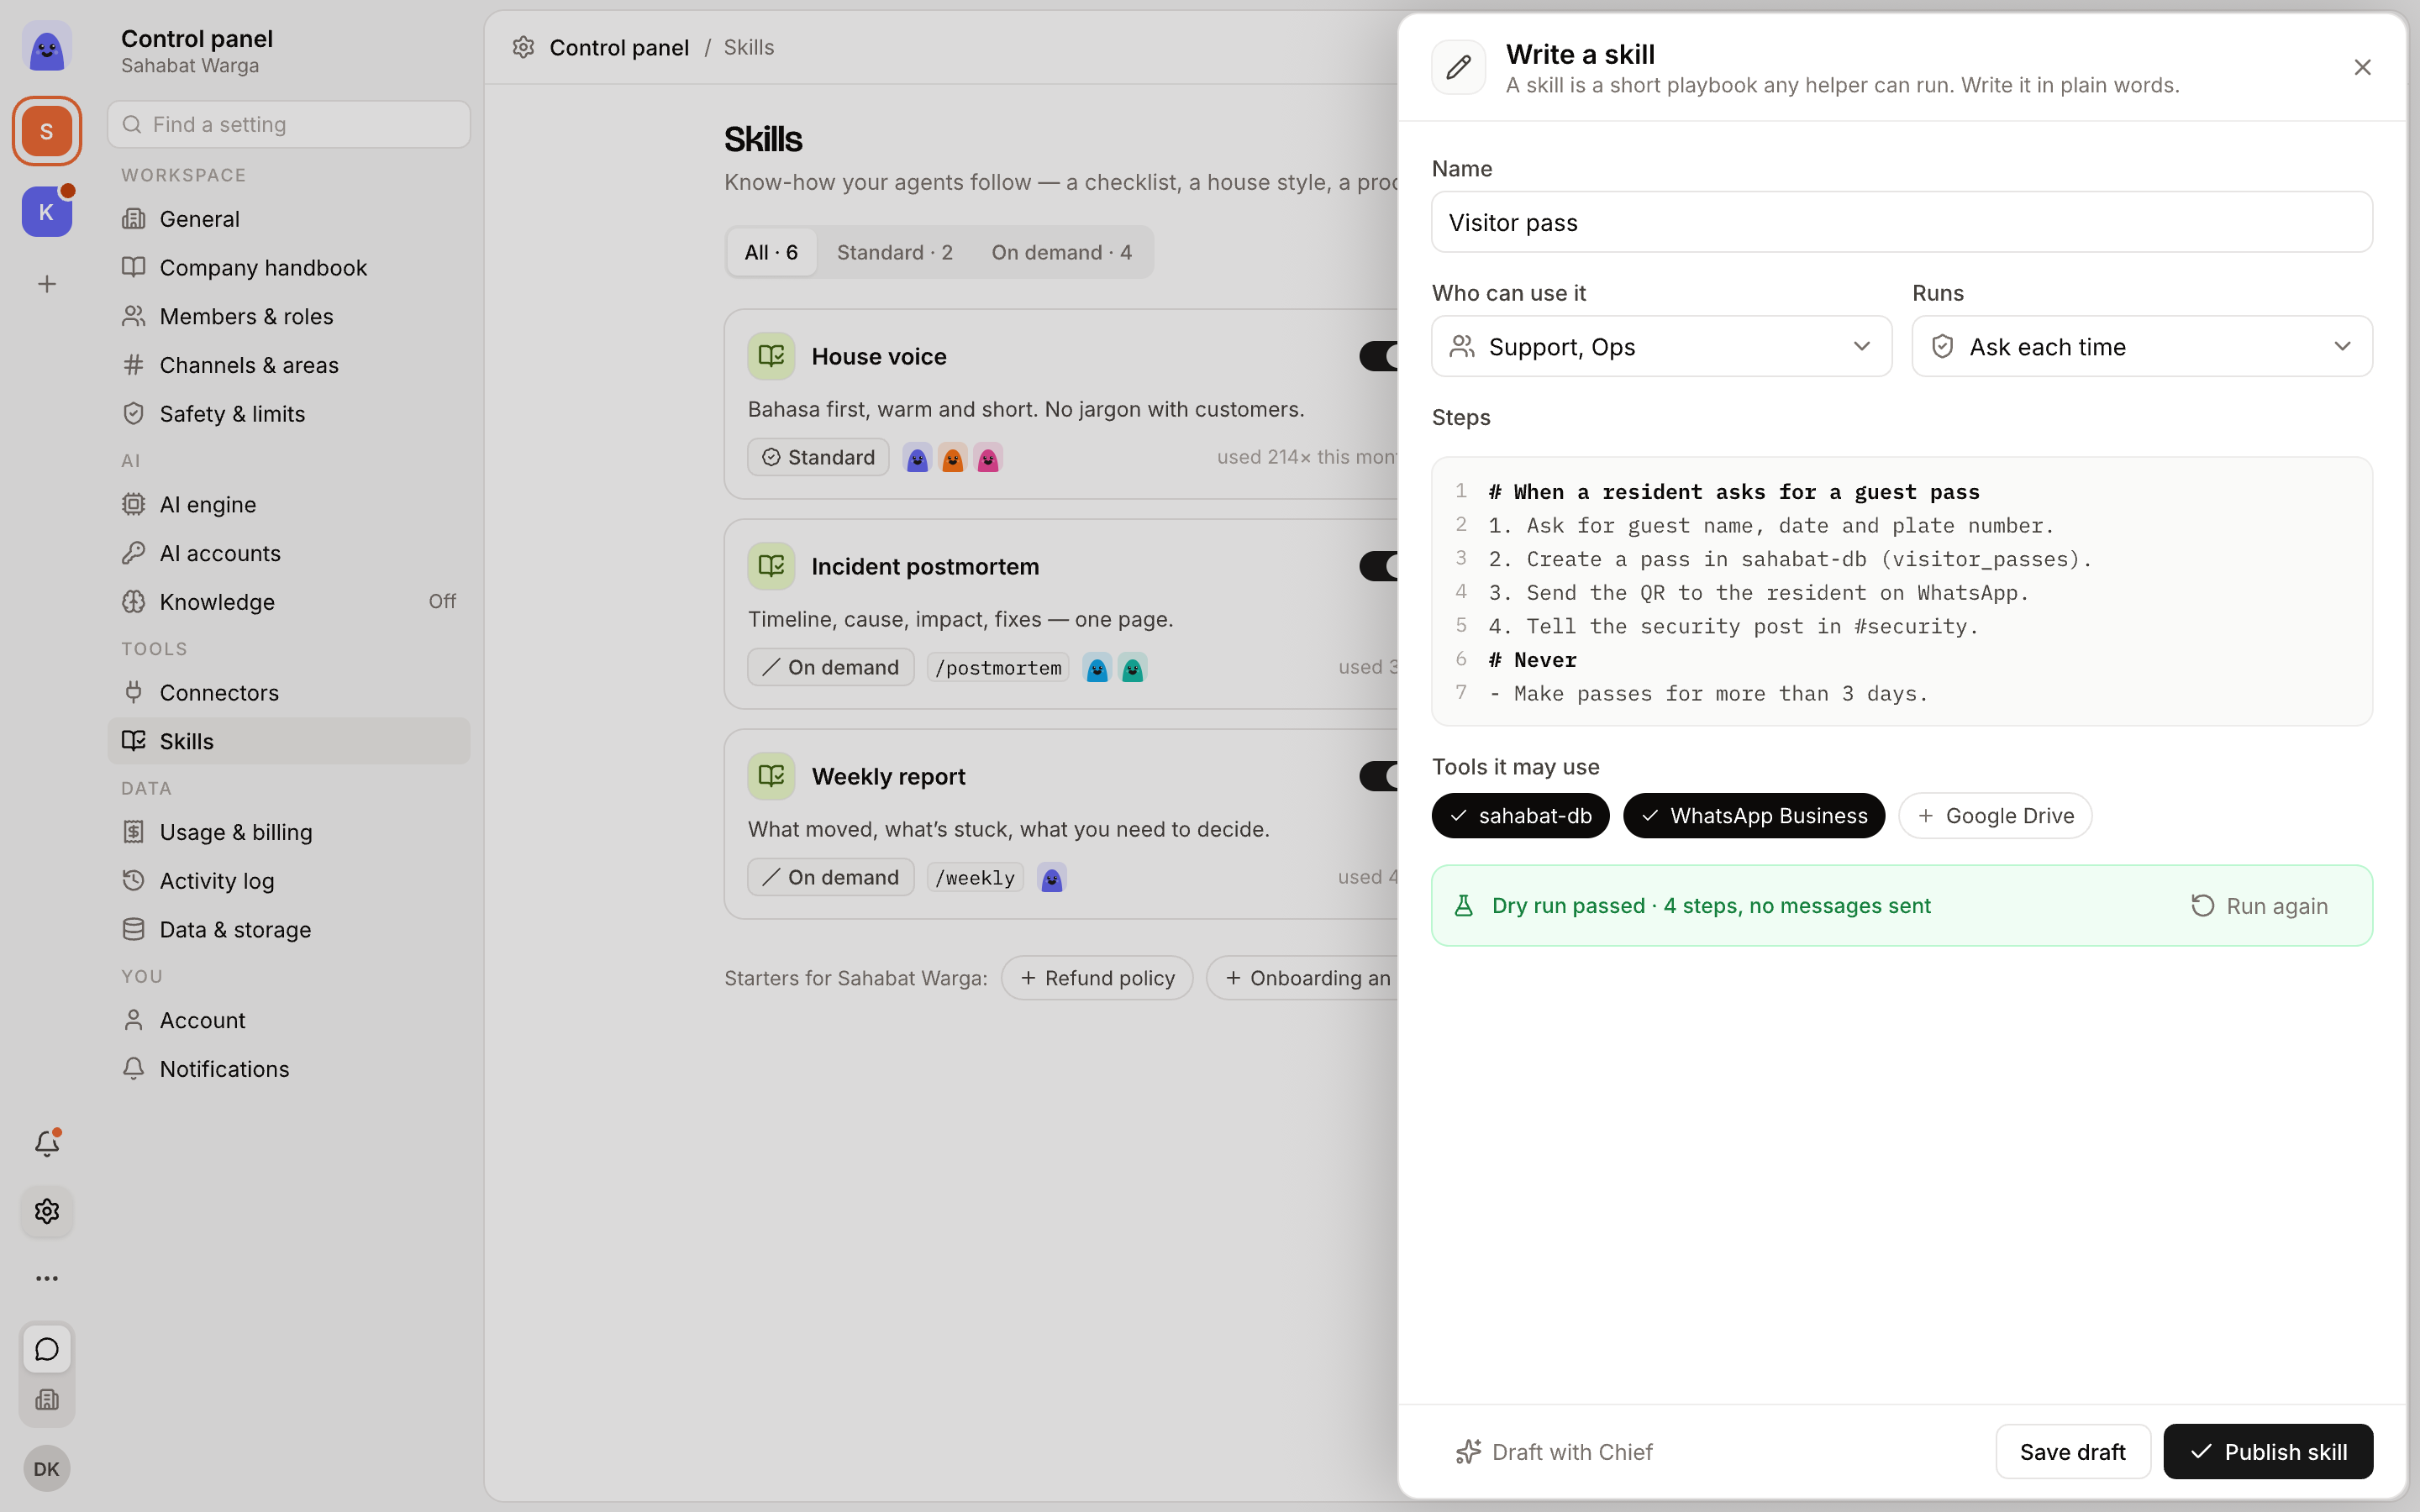 Control panel
Sahabat Warga
S
K
Find a setting
WORKSPACE
General
Company handbook
Members & roles
Channels & areas
Safety & limits
AI
AI engine
AI accounts
Knowledge Off
TOOLS
Connectors
Skills
DATA
Usage & billing
Activity log
Data & storage
YOU
Account
Notifications
DK
Control panel / Skills
Skills
Know-how your agents follow — a checklist, a house style, a
All · 6 Standard · 2 On demand · 4
House voice
Bahasa first, warm and short. No jargon with customers.
Standard used 214× this
Incident postmortem
Timeline, cause, impact, fixes — one page.
On demand /postmortem used
Weekly report
What moved, what's stuck, what you need to decide.
On demand /weekly used
Starters for Sahabat Warga: + Refund policy + Onboarding an
Write a skill
A skill is a short playbook any helper can run. Write it in plain words.
Name
Visitor pass
Who can use it Runs
Support, Ops Ask each time
Steps
1 # When a resident asks for a guest pass
2 1. Ask for guest name, date and plate number.
3 2. Create a pass in sahabat-db (visitor_passes).
4 3. Send the QR to the resident on WhatsApp.
5 4. Tell the security post in #security.
6 # Never
7 - Make passes for more than 3 days.
Tools it may use
sahabat-db WhatsApp Business + Google Drive
Dry run passed · 4 steps, no messages sent Run again
Draft with Chief Save draft Publish skill